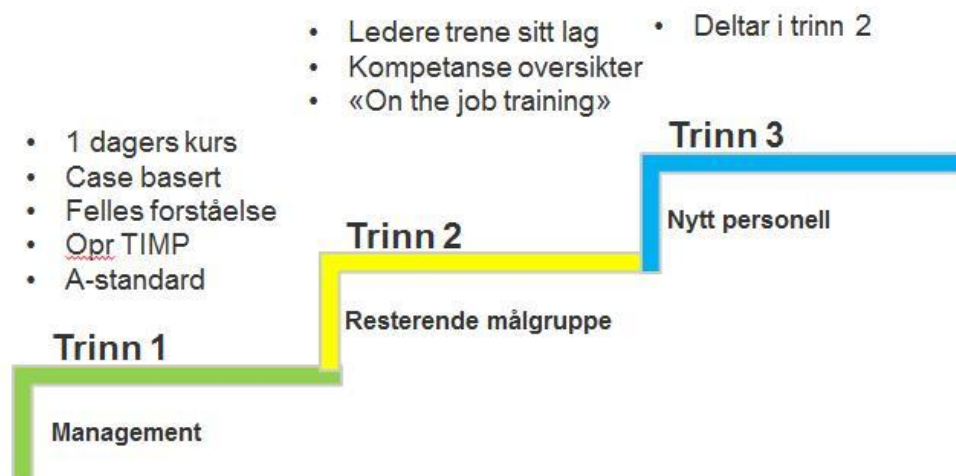 • 1 dagers kurs
• Case basert
• Felles forståelse
• Opr TIMP
• A-standard
Trinn 1
Management
• Ledere trene sitt lag
• Kompetanse oversikter
• «On the job training»
Trinn 2
Resterende målgruppe
• Deltar i trinn 2
Trinn 3
Nytt personell